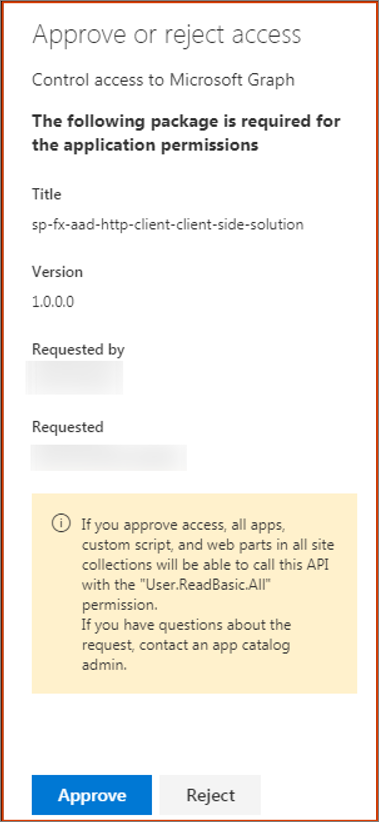 Approve or reject access
Control access to Microsoft Graph
The following package is required for
the application permissions
Title
sp-fx-aad-http-client-client-side-solution
Version
1.0.0.0
Requested by
Requested
If you approve access, all apps,
custom script, and web parts in all site
collections will be able to call this API
with the "User.ReadBasic.All"
permission.
If you have questions about the
request, contact an app catalog
admin.
Approve Reject